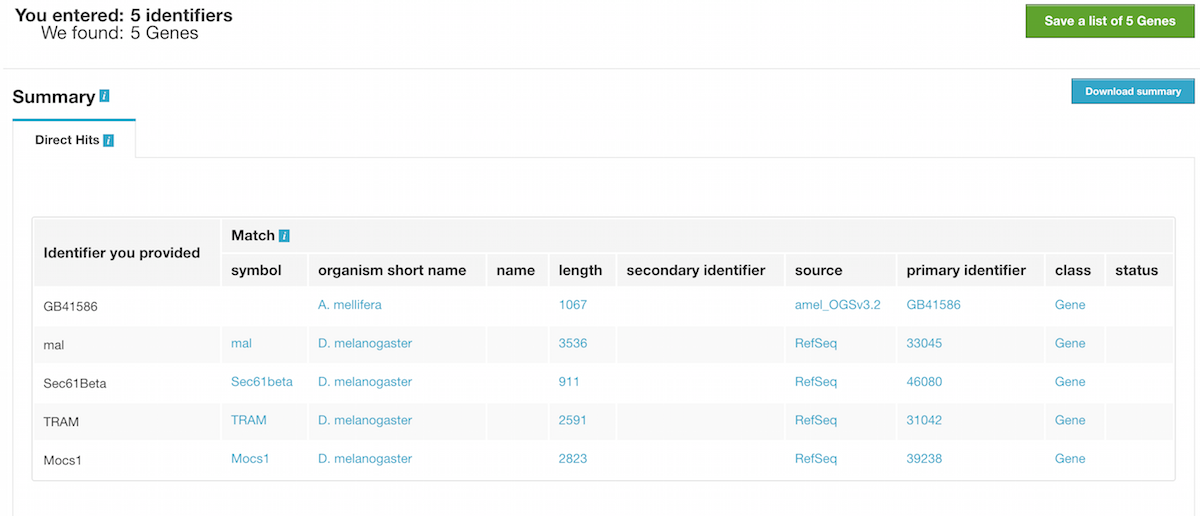 You entered: 5 identifiers
We found: 5 Genes
Save a list of 5 Genes
Summary i
Download summary
Direct Hits i
Identifier you provided
Match i
symbol organism short name name length secondary identifier source primary identifier class status
GB41586 A. mellifera 1067 amel_OGSv3.2 GB41586 Gene
mal mal D. melanogaster 3536 RefSeq 33045 Gene
Sec61Beta Sec61beta D. melanogaster 911 RefSeq 46080 Gene
TRAM TRAM D. melanogaster 2591 RefSeq 31042 Gene
Mocs1 Mocs1 D. melanogaster 2823 RefSeq 39238 Gene